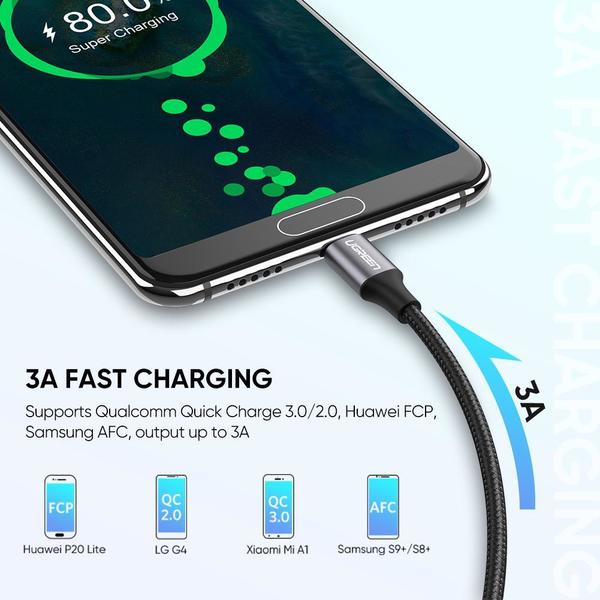 80.0%
Super Charging
UGREEN
3A
3A FAST CHARGING
Supports Qualcomm Quick Charge 3.0/2.0, Huawei FCP,
Samsung AFC, output up to 3A
FCP
QC
2.0
QC
3.0
AFC
Huawei P20 Lite
LG G4
Xiaomi Mi A1
Samsung S9+/S8+
3A FAST CHARGING